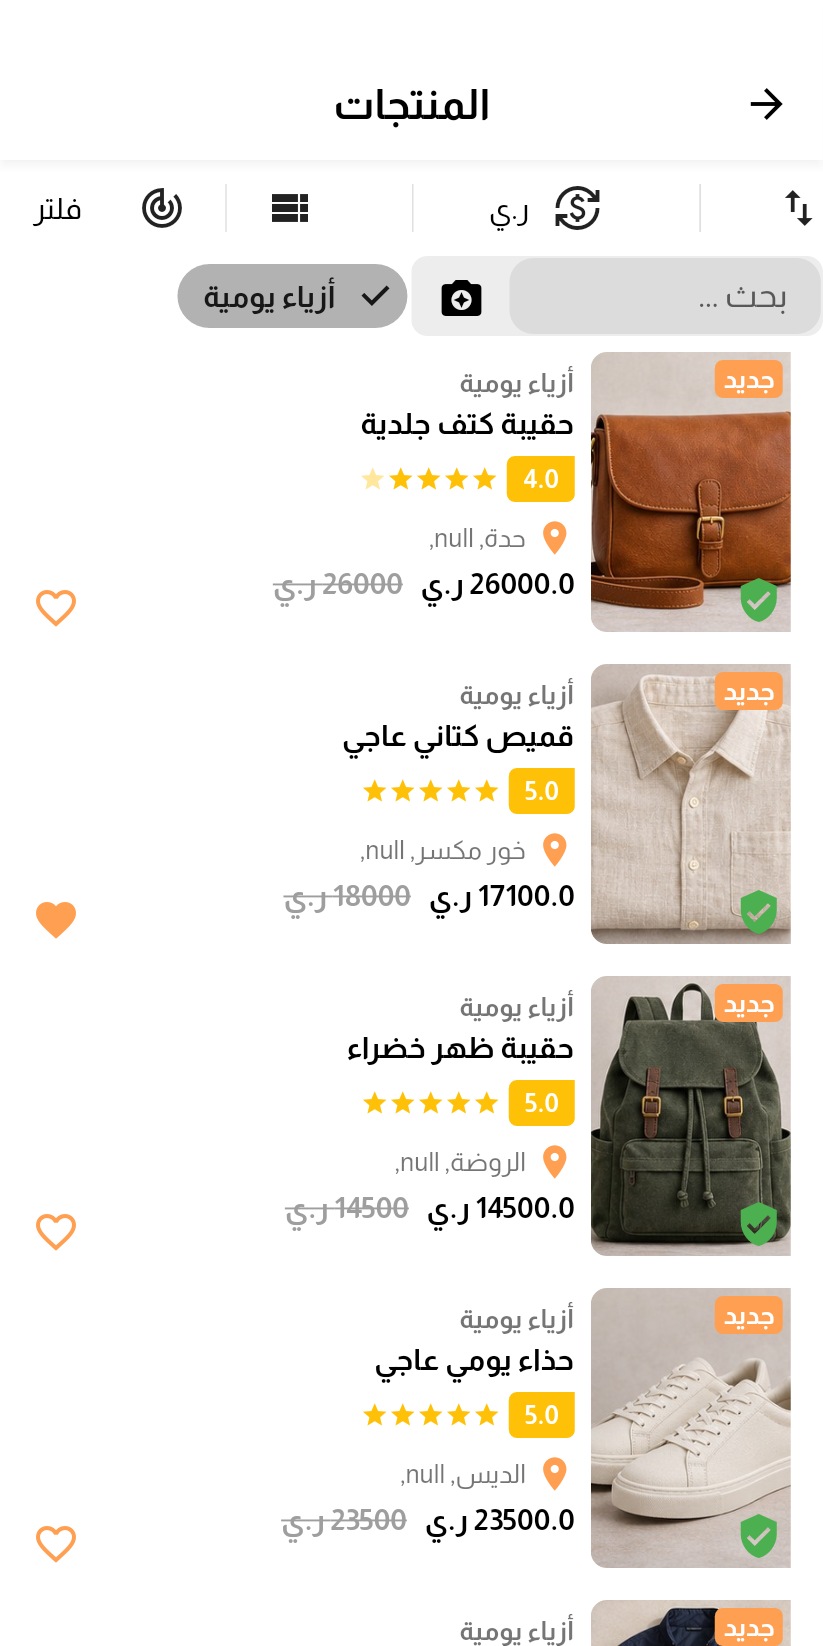 المنتجات
ر.ي
فلتر
بحث ...
أزياء يومية
جديد
أزياء يومية
حقيبة كتف جلدية
4.0
حدة, null,
26000.0 ر.ي 26000 ر.ي
جديد
أزياء يومية
قميص كتاني عاجي
5.0
خور مكسر, null,
17100.0 ر.ي 18000 ر.ي
جديد
أزياء يومية
حقيبة ظهر خضراء
5.0
الروضة, null,
14500.0 ر.ي 14500 ر.ي
جديد
أزياء يومية
حذاء يومي عاجي
5.0
الديس, null,
23500.0 ر.ي 23500 ر.ي
جديد
أزياء يومية